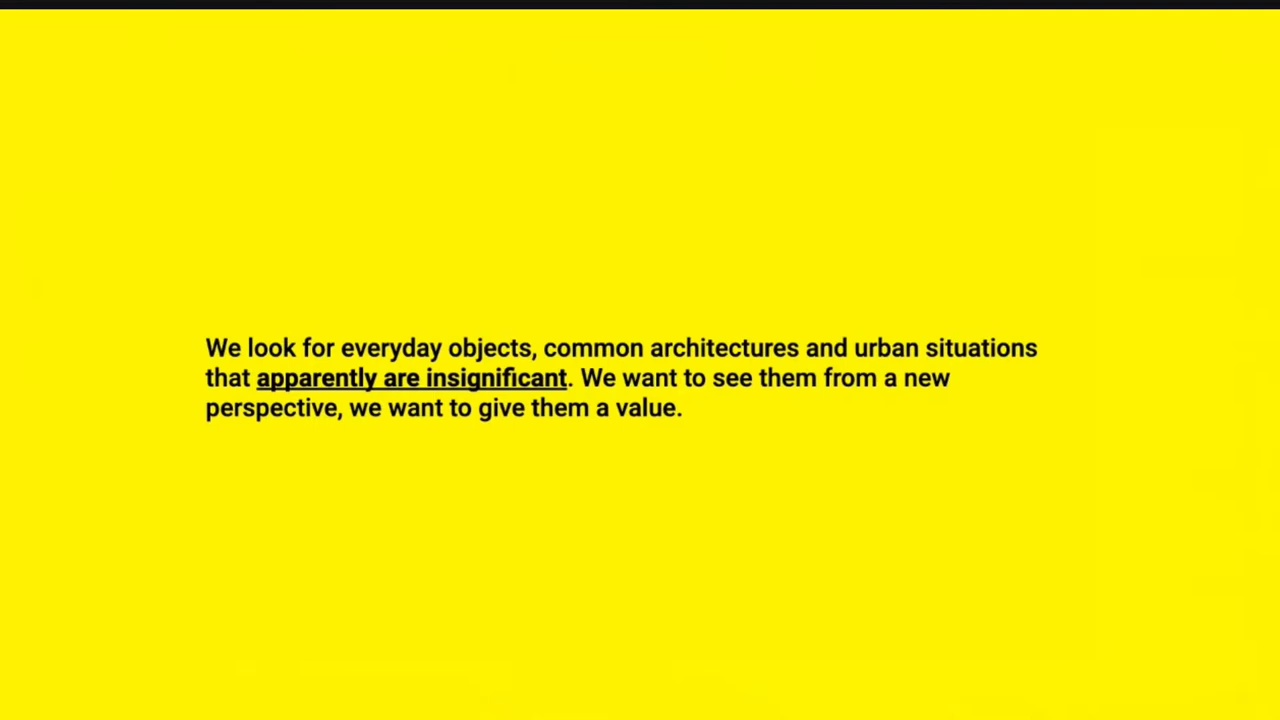 We look for everyday objects, common architectures and urban situations
that apparently are insignificant. We want to see them from a new
perspective, we want to give them a value.